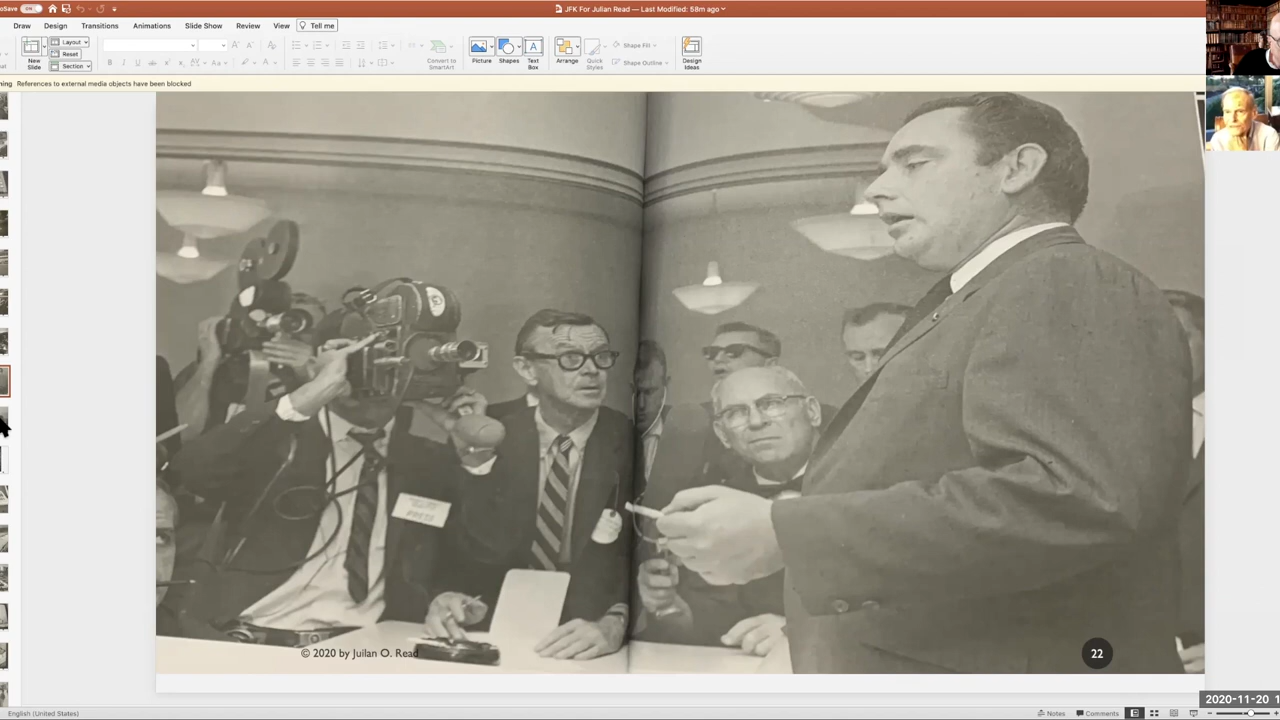 JFK For Julian Read — Last Modified: 58m ago
Draw Design Transitions Animations Slide Show Review View Tell me
New Slide
Layout
Reset
Section
Convert to SmartArt
Picture
Shapes
Text Box
Arrange
Quick Styles
Shape Fill
Shape Outline
Design Ideas
References to external media objects have been blocked
© 2020 by Juilan O. Read
22
2020-11-20
English (United States)
Notes
Comments